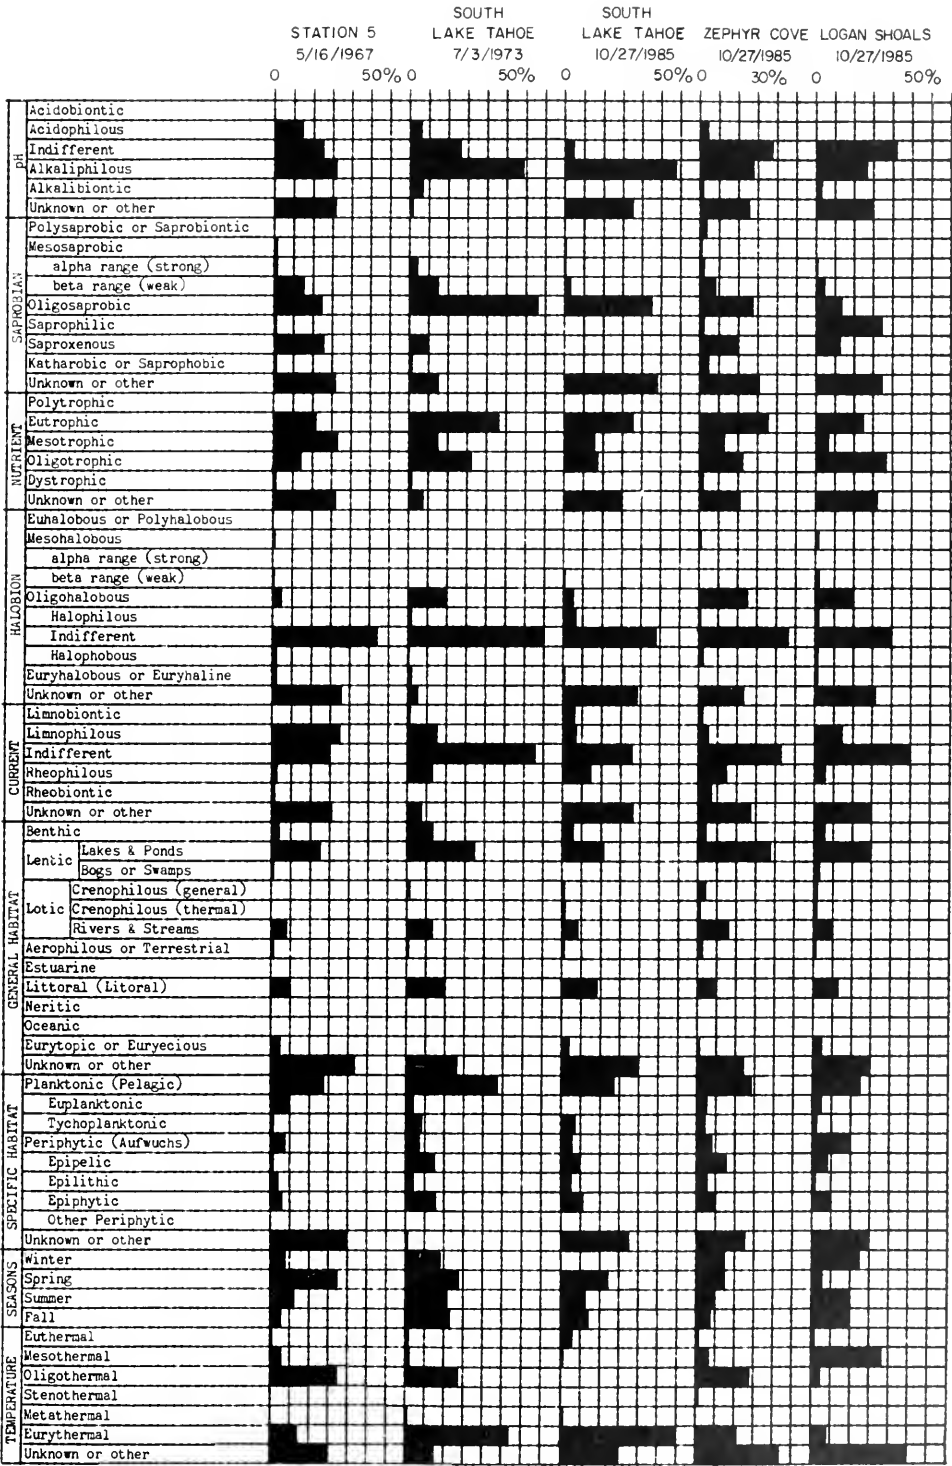 SOUTH SOUTH
STATION 5 LAKE TAHOE LAKE TAHOE ZEPHYR COVE LOGAN SHOALS
5/16/1967 7/3/1973 10/27/1985 10/27/1985 10/27/1985
0 50% 0 50% 0 50% 0 30% 0 50%
pH
Acidobiontic
Acidophilous
Indifferent
Alkaliphilous
Alkalibiontic
Unknown or other
SAPROBIAN
Polysaprobic or Saprobiontic
Mesosaprobic
alpha range (strong)
beta range (weak)
Oligosaprobic
Saprophilic
Saproxenous
Katharobic or Saprophobic
Unknown or other
NUTRIENT
Polytrophic
Eutrophic
Mesotrophic
Oligotrophic
Dystrophic
Unknown or other
HALOBION
Euhalobous or Polyhalobous
Mesohalobous
alpha range (strong)
beta range (weak)
Oligohalobous
Halophilous
Indifferent
Halophobous
Euryhalobous or Euryhaline
Unknown or other
CURRENT
Limnobiontic
Limnophilous
Indifferent
Rheophilous
Rheobiontic
Unknown or other
GENERAL HABITAT
Benthic
Lentic
Lakes & Ponds
Bogs or Swamps
Lotic
Crenophilous (general)
Crenophilous (thermal)
Rivers & Streams
Aerophilous or Terrestrial
Estuarine
Littoral (Litoral)
Neritic
Oceanic
Eurytopic or Euryecious
Unknown or other
SPECIFIC HABITAT
Planktonic (Pelagic)
Euplanktonic
Tychoplanktonic
Periphytic (Aufwuchs)
Epipelic
Epilithic
Epiphytic
Other Periphytic
Unknown or other
SEASONS
Winter
Spring
Summer
Fall
TEMPERATURE
Euthermal
Mesothermal
Oligothermal
Stenothermal
Metathermal
Eurythermal
Unknown or other